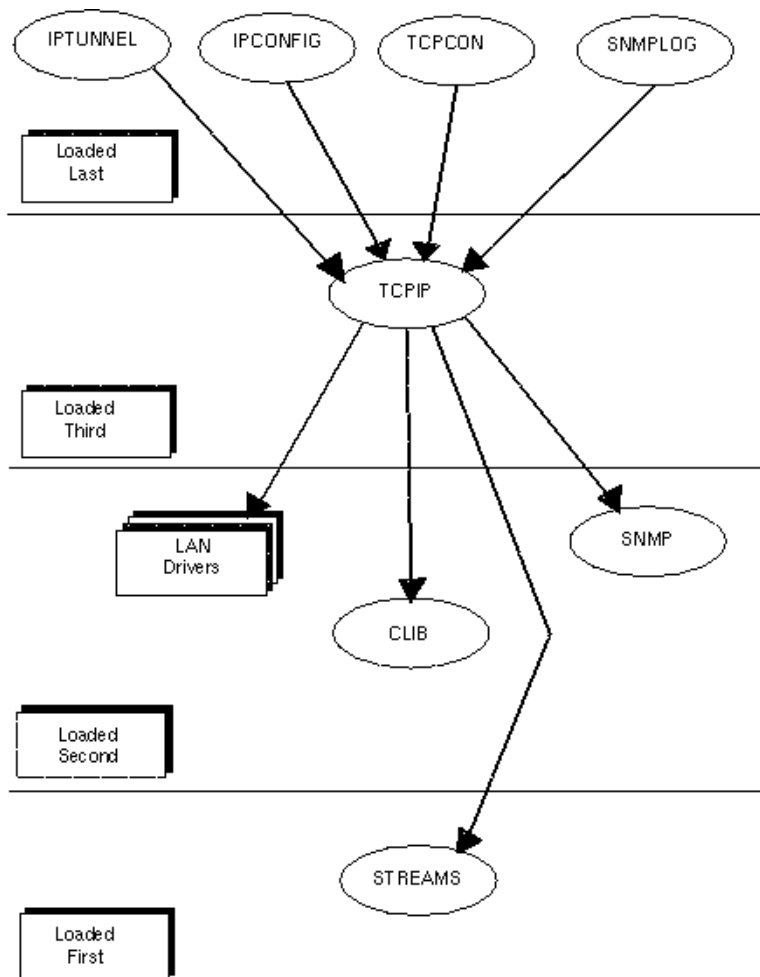 IPTUNNEL
IPCONFIG
TCPCON
SNMPLOG
Loaded
Last
TCPIP
Loaded
Third
LAN
Drivers
SNMP
CLIB
Loaded
Second
STREAMS
Loaded
First